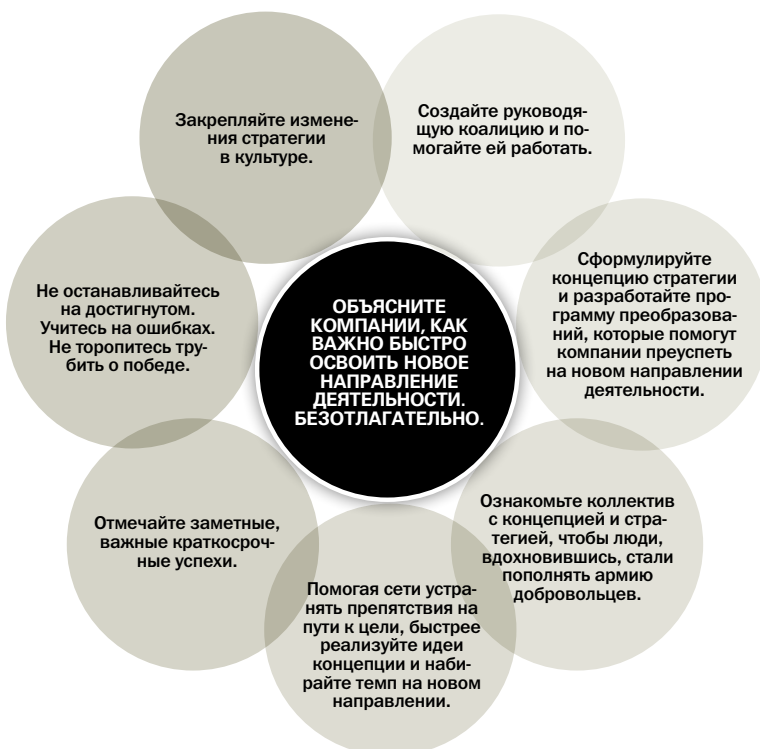 Закрепляйте измене-
ния стратегии
в культуре.
Создайте руководя-
щую коалицию и по-
могайте ей работать.
Сформулируйте
концепцию стратегии
и разработайте про-
грамму преобразова-
ний, которые помогут
компании преуспеть
на новом направлении
деятельности.
Не останавливайтесь
на достигнутом.
Учитесь на ошибках.
Не торопитесь тру-
бить о победе.
ОБЪЯСНИТЕ
КОМПАНИИ, КАК
ВАЖНО БЫСТРО
ОСВОИТЬ НОВОЕ
НАПРАВЛЕНИЕ
ДЕЯТЕЛЬНОСТИ.
БЕЗОТЛАГАТЕЛЬНО.
Ознакомьте коллектив
с концепцией и стра-
тегией, чтобы люди,
вдохновившись, стали
пополнять армию
добровольцев.
Отмечайте заметные,
важные краткосроч-
ные успехи.
Помогая сети устра-
нять препятствия на
пути к цели, быстрее
реализуйте идеи
концепции и наби-
райте темп на новом
направлении.